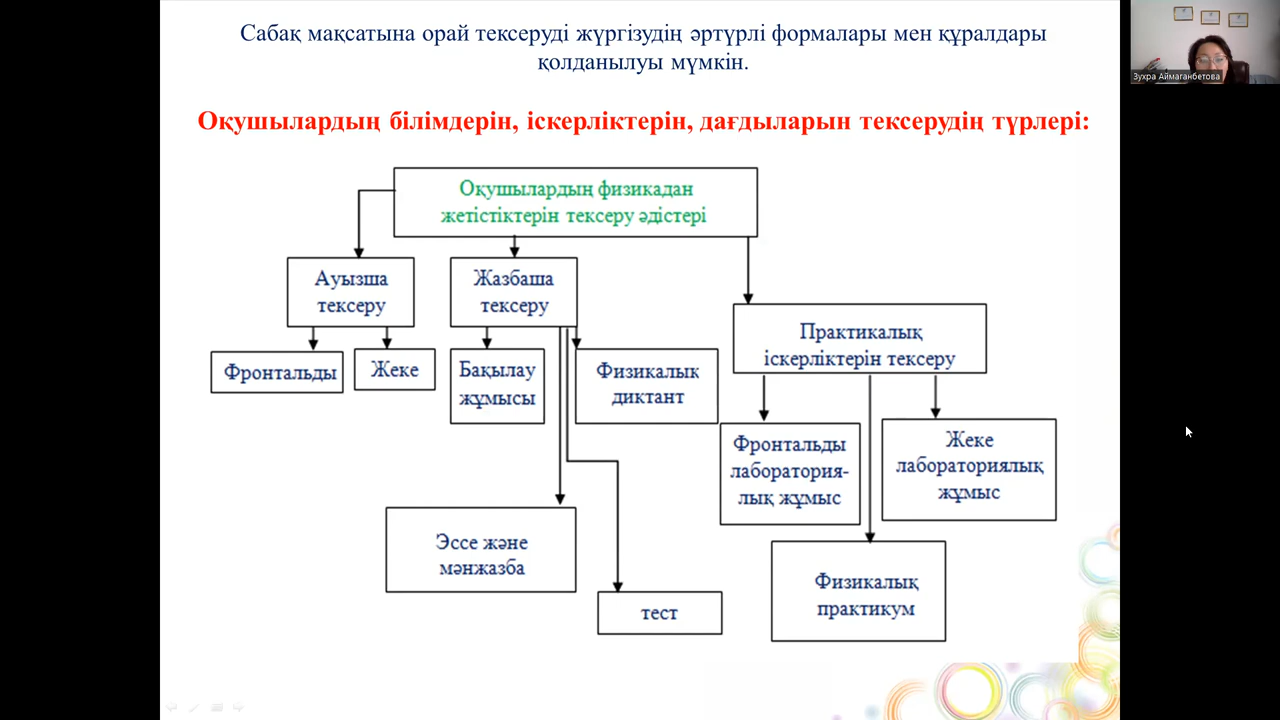 Сабақ мақсатына орай тексеруді жүргізудің әртүрлі формалары мен құралдары
қолданылуы мүмкін.
Зухра Аймаганбетова
Оқушылардың білімдерін, іскерліктерін, дағдыларын тексерудің түрлері:
Оқушылардың физикадан
жетістіктерін тексеру әдістері
Ауызша
тексеру
Жазбаша
тексеру
Практикалық
іскерліктерін тексеру
Фронтальды
Жеке
Бақылау
жұмысы
Физикалық
диктант
Фронтальды
лаборатория-
лық жұмыс
Жеке
лабораториялық
жұмыс
Эссе және
мәнжазба
тест
Физикалық
практикум